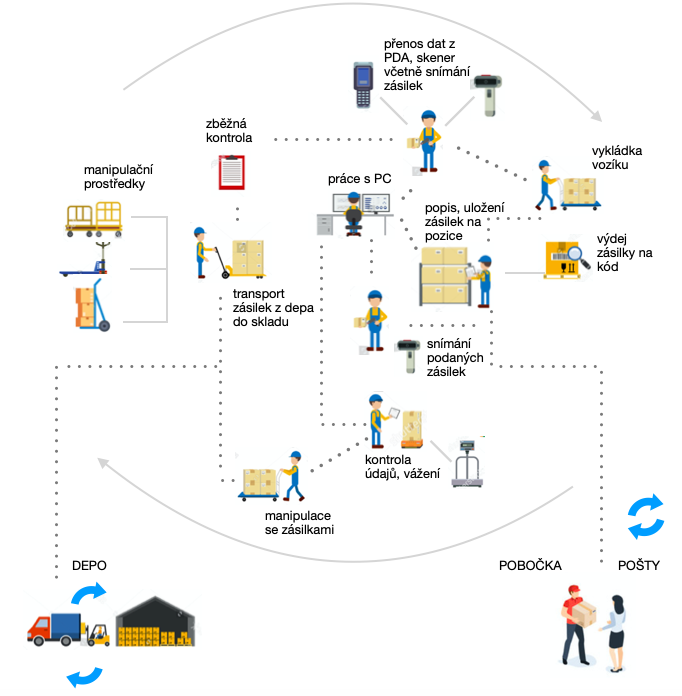 přenos dat z
PDA, skener
včetně snímání
zásilek
zběžná
kontrola
vykládka
vozíku
manipulační
prostředky
práce s PC
popis, uložení
zásilek na
pozice
výdej
zásilky na
kód
transport
zásilek z depa
do skladu
snímání
podaných
zásilek
kontrola
údajů, vážení
manipulace
se zásilkami
DEPO
POBOČKA
POŠTY